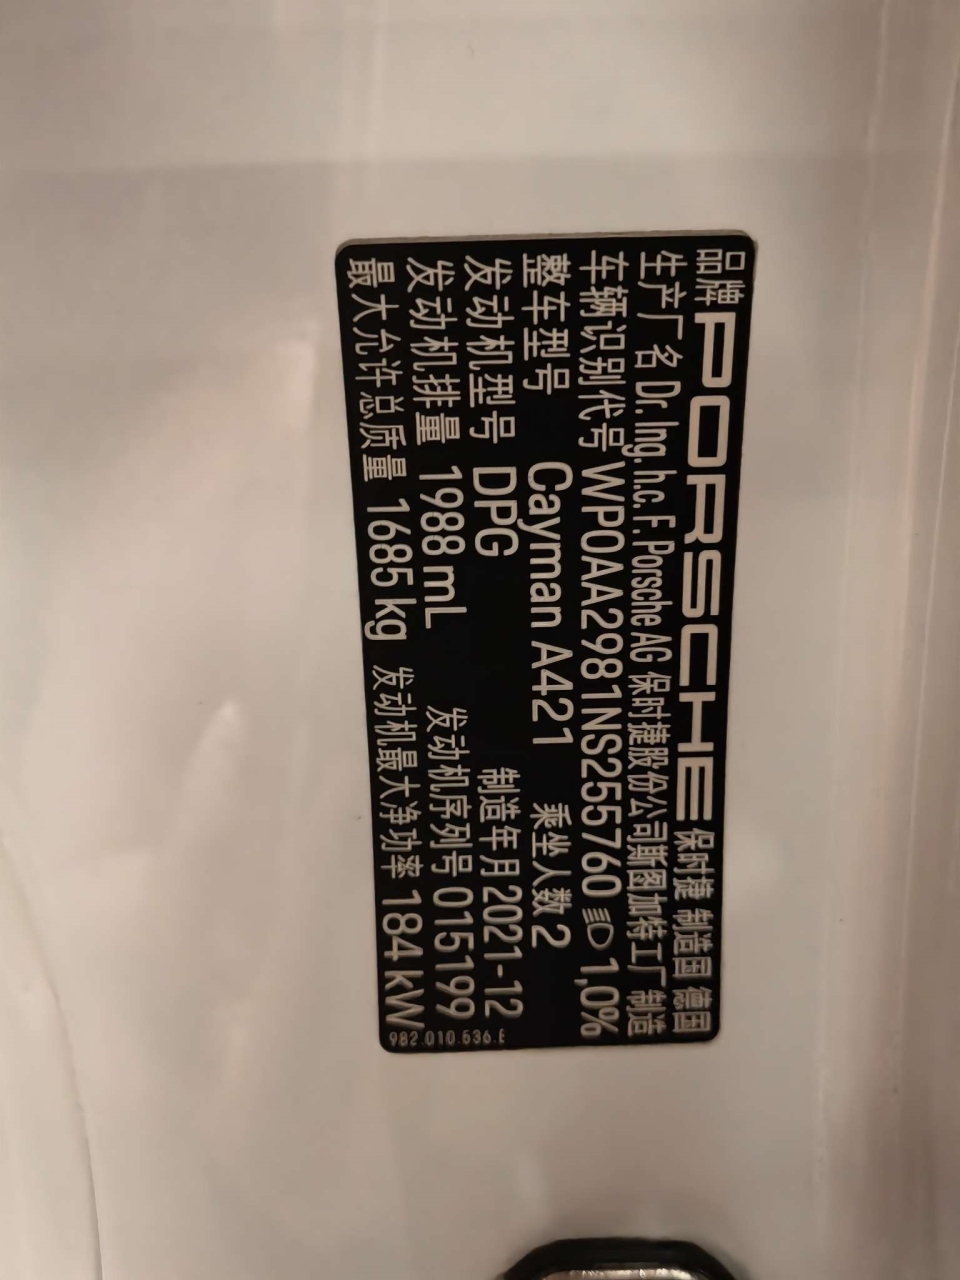 品牌 PORSCHE 保时捷 制造国 德国
生产厂名 Dr. Ing. h.c. F. Porsche AG 保时捷股份公司斯图加特工厂 制造
车辆识别代号 WP0AA2981NS255760 1,0%
整车型号 Cayman A421 乘坐人数 2
发动机型号 DPG 制造年月 2021-12
发动机排量 1988 mL 发动机序列号 015199
最大允许总质量 1685 kg 发动机最大净功率 184 kW
982.010.536.E